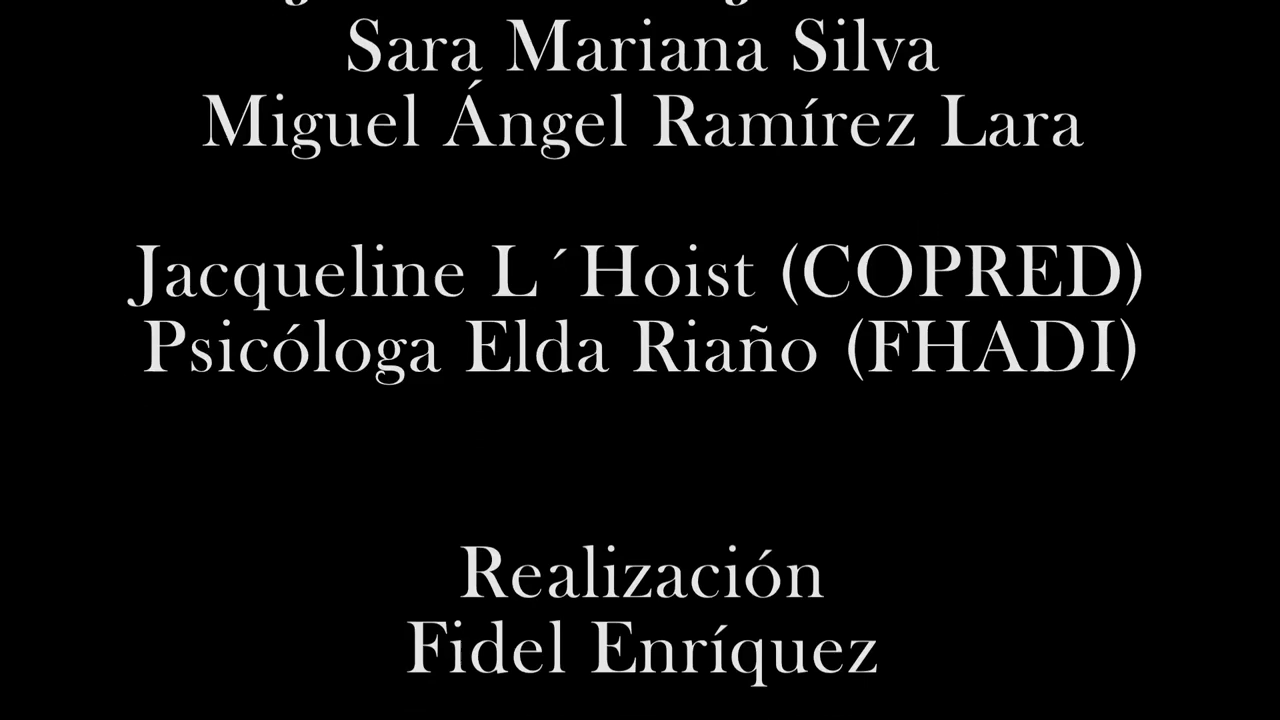 Sara Mariana Silva
Miguel Ángel Ramírez Lara
Jacqueline L´Hoist (COPRED)
Psicóloga Elda Riaño (FHADI)
Realización
Fidel Enríquez